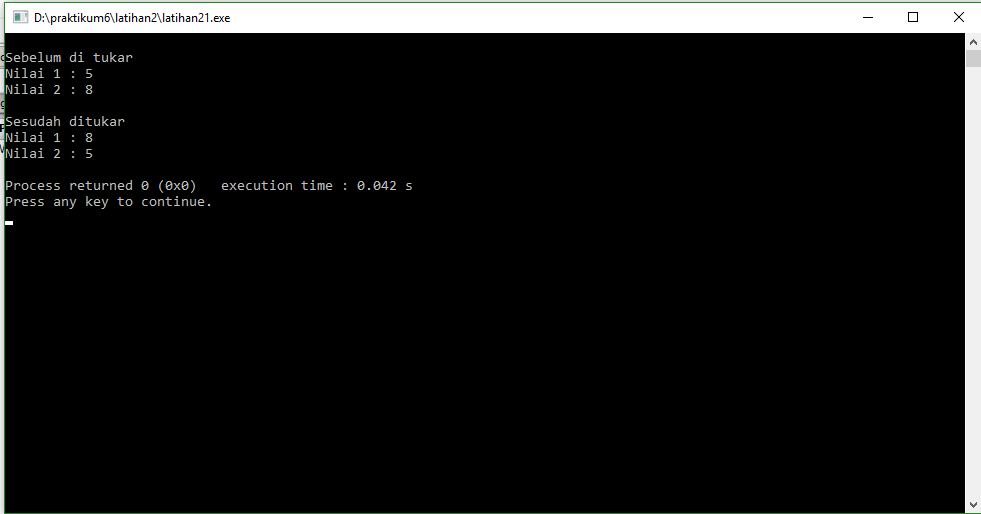 D:\praktikum6\latihan2\latihan21.exe
Sebelum di tukar
Nilai 1 : 5
Nilai 2 : 8
Sesudah ditukar
Nilai 1 : 8
Nilai 2 : 5
Process returned 0 (0x0)   execution time : 0.042 s
Press any key to continue.